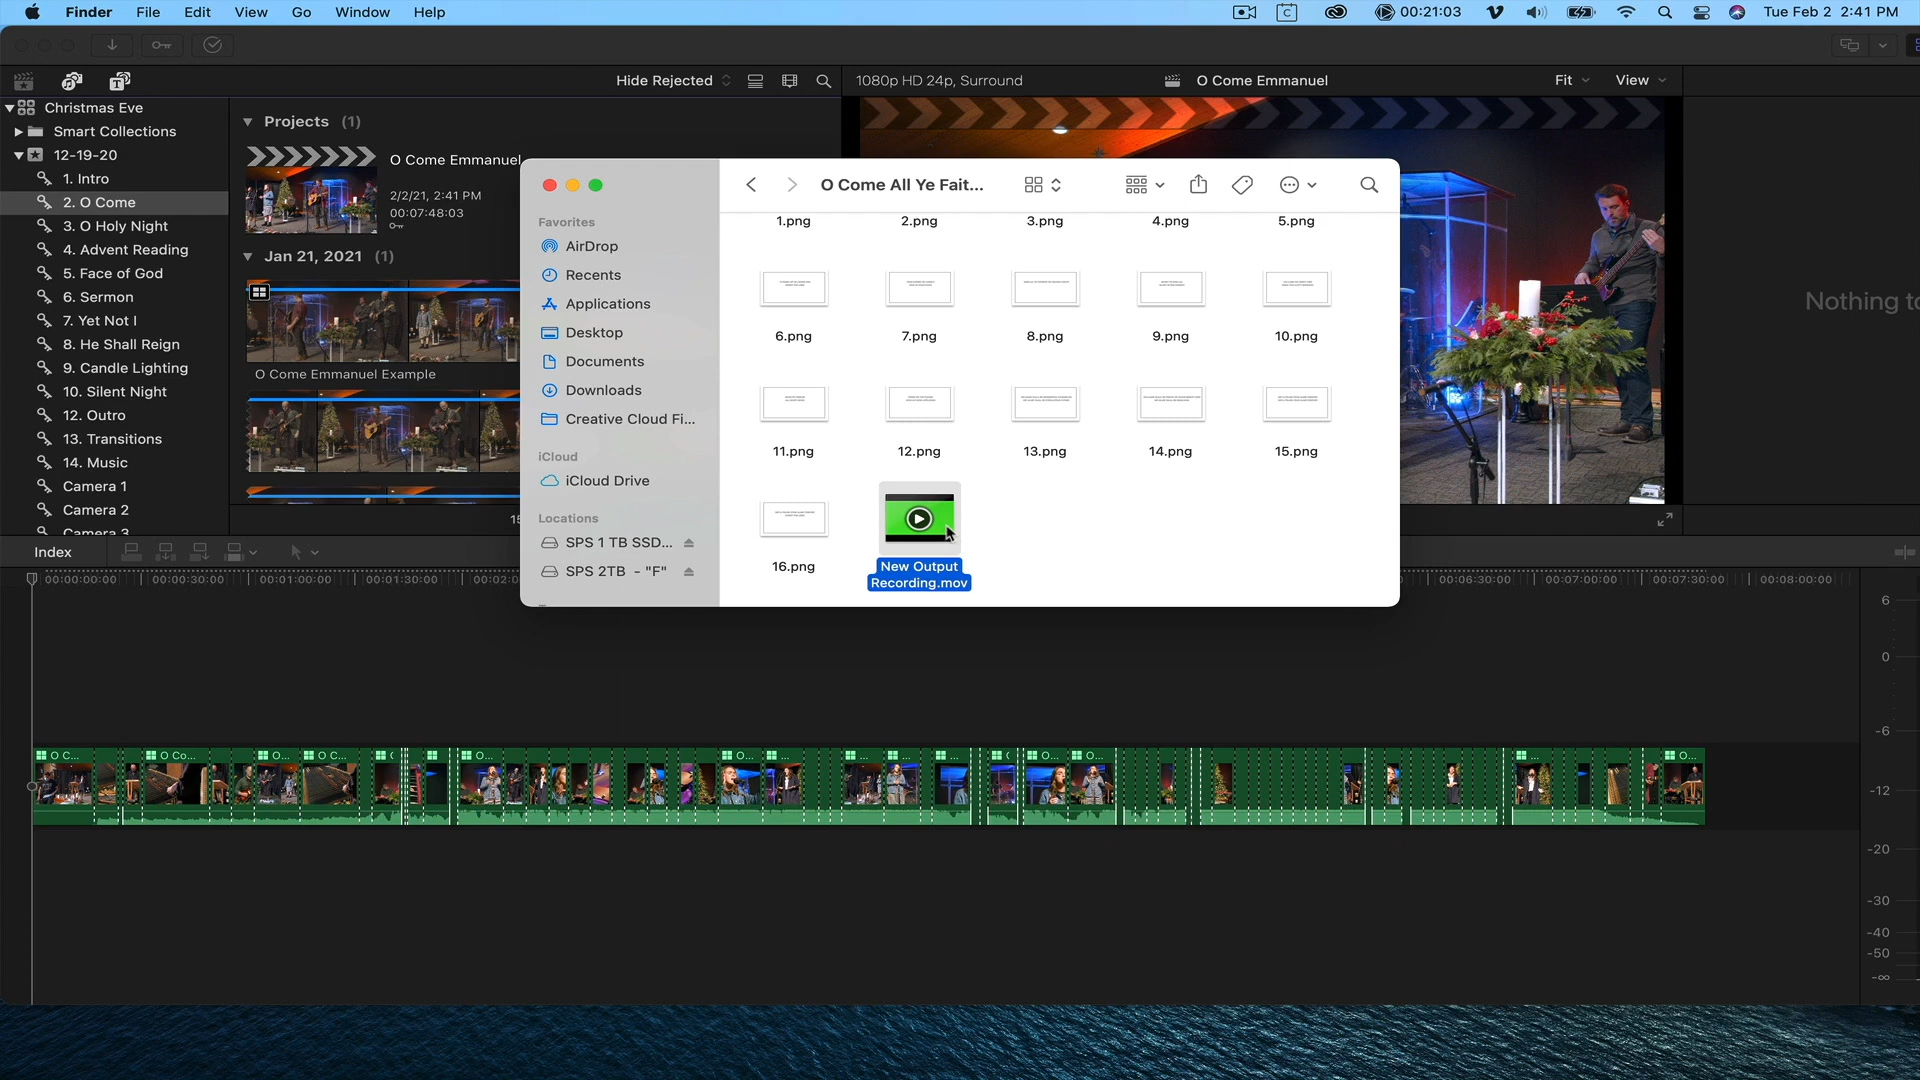 Finder File Edit View Go Window Help
00:21:03 Tue Feb 2 2:41 PM
Hide Rejected
1080p HD 24p, Surround
O Come Emmanuel
Fit View
Christmas Eve
Smart Collections
12-19-20
1. Intro
2. O Come
3. O Holy Night
4. Advent Reading
5. Face of God
6. Sermon
7. Yet Not I
8. He Shall Reign
9. Candle Lighting
10. Silent Night
12. Outro
13. Transitions
14. Music
Camera 1
Camera 2
Camera 3
Projects (1)
O Come Emmanuel
2/2/21, 2:41 PM
00:07:48:03
Jan 21, 2021 (1)
O Come Emmanuel Example
O Come All Ye Fait...
Favorites
AirDrop
Recents
Applications
Desktop
Documents
Downloads
Creative Cloud Fi...
iCloud
iCloud Drive
Locations
SPS 1 TB SSD...
SPS 2TB - "F"
1.png 2.png 3.png 4.png 5.png
6.png 7.png 8.png 9.png 10.png
11.png 12.png 13.png 14.png 15.png
16.png
New Output
Recording.mov
Nothing to
Index
00:00:00:00 00:00:30:00 00:01:00:00 00:01:30:00 00:02:0
00:06:30:00 00:07:00:00 00:07:30:00 00:08:00:00
O C... O Co... O... O C... O... O... O... O... O...
6
0
-6
-12
-20
-30
-40
-50
-∞